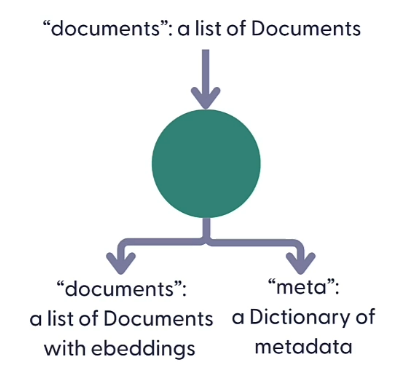 “documents”: a list of Documents
“documents”:
a list of Documents
with ebeddings
“meta”:
a Dictionary of
metadata